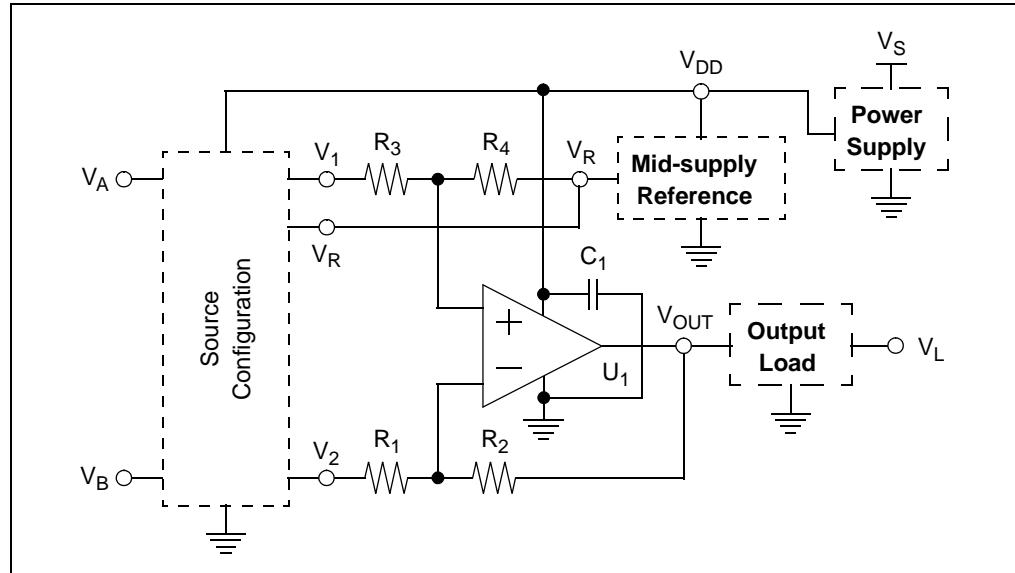 V_S
V_DD
Power
Supply
V_A
V_1
R_3
R_4
V_R
Mid-supply
Reference
V_R
Source
Configuration
C_1
+
−
U_1
V_OUT
Output
Load
V_L
V_B
V_2
R_1
R_2